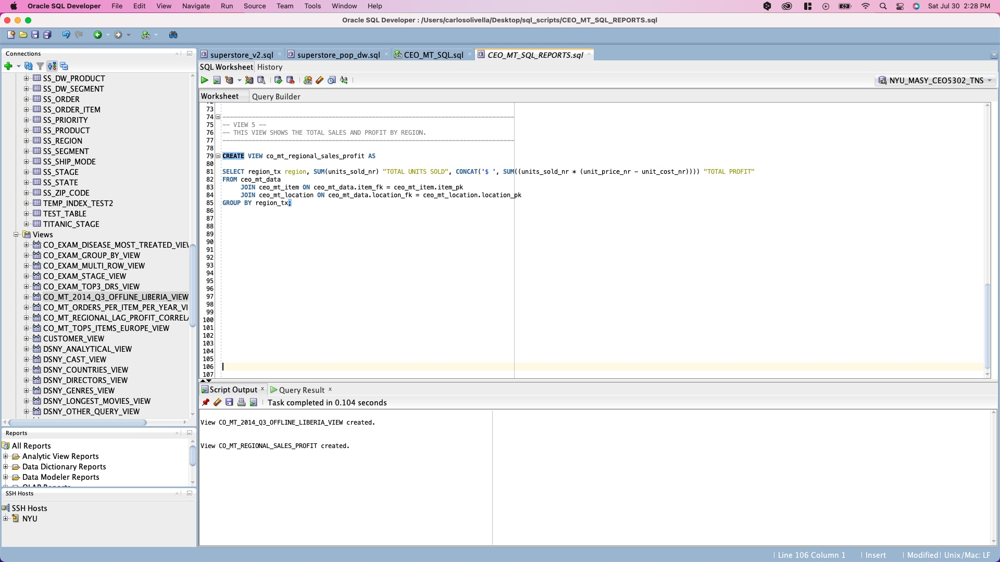 Oracle SQL Developer File Edit View Navigate Run Source Team Tools Window Help Sat Jul 30 2:28 PM
Oracle SQL Developer : /Users/carlosolivella/Desktop/sql_scripts/CEO_MT_SQL_REPORTS.sql
Connections
SS_DW_PRODUCT
SS_DW_SEGMENT
SS_ORDER
SS_ORDER_ITEM
SS_PRIORITY
SS_PRODUCT
SS_REGION
SS_SEGMENT
SS_SHIP_MODE
SS_STAGE
SS_STATE
SS_ZIP_CODE
TEMP_INDEX_TEST2
TEST_TABLE
TITANIC_STAGE
Views
CO_EXAM_DISEASE_MOST_TREATED_VIE
CO_EXAM_GROUP_BY_VIEW
CO_EXAM_MULTI_ROW_VIEW
CO_EXAM_STAGE_VIEW
CO_EXAM_TOP3_DRS_VIEW
CO_MT_2014_Q3_OFFLINE_LIBERIA_VIEW
CO_MT_ORDERS_PER_ITEM_PER_YEAR_VI
CO_MT_REGIONAL_LAG_PROFIT_CORREL
CO_MT_TOP5_ITEMS_EUROPE_VIEW
CUSTOMER_VIEW
DSNY_ANALYTICAL_VIEW
DSNY_CAST_VIEW
DSNY_COUNTRIES_VIEW
DSNY_DIRECTORS_VIEW
DSNY_GENRES_VIEW
DSNY_LONGEST_MOVIES_VIEW
DSNY_OTHER_QUERY_VIEW
Reports
All Reports
Analytic View Reports
Data Dictionary Reports
Data Modeler Reports
SSH Hosts
SSH Hosts
NYU
superstore_v2.sql superstore_pop_dw.sql CEO_MT_SQL.sql CEO_MT_SQL_REPORTS.sql
SQL Worksheet History
NYU_MASY_CEO5302_TNS
Worksheet Query Builder
73
74 --------------------------------------------------------------------------------
75 -- VIEW 5 --
76 -- THIS VIEW SHOWS THE TOTAL SALES AND PROFIT BY REGION.
77 --------------------------------------------------------------------------------
78
79 CREATE VIEW co_mt_regional_sales_profit AS
80
81 SELECT region_tx region, SUM(units_sold_nr) "TOTAL UNITS SOLD", CONCAT('$ ', SUM((units_sold_nr * (unit_price_nr - unit_cost_nr)))) "TOTAL PROFIT"
82 FROM ceo_mt_data
83 JOIN ceo_mt_item ON ceo_mt_data.item_fk = ceo_mt_item.item_pk
84 JOIN ceo_mt_location ON ceo_mt_data.location_fk = ceo_mt_location.location_pk
85 GROUP BY region_tx;
86
87
88
89
90
91
92
93
94
95
96
97
98
99
100
101
102
103
104
105
106
107
Script Output Query Result
Task completed in 0.104 seconds
View CO_MT_2014_Q3_OFFLINE_LIBERIA_VIEW created.
View CO_MT_REGIONAL_SALES_PROFIT created.
Line 106 Column 1 Insert Modified Unix/Mac: LF